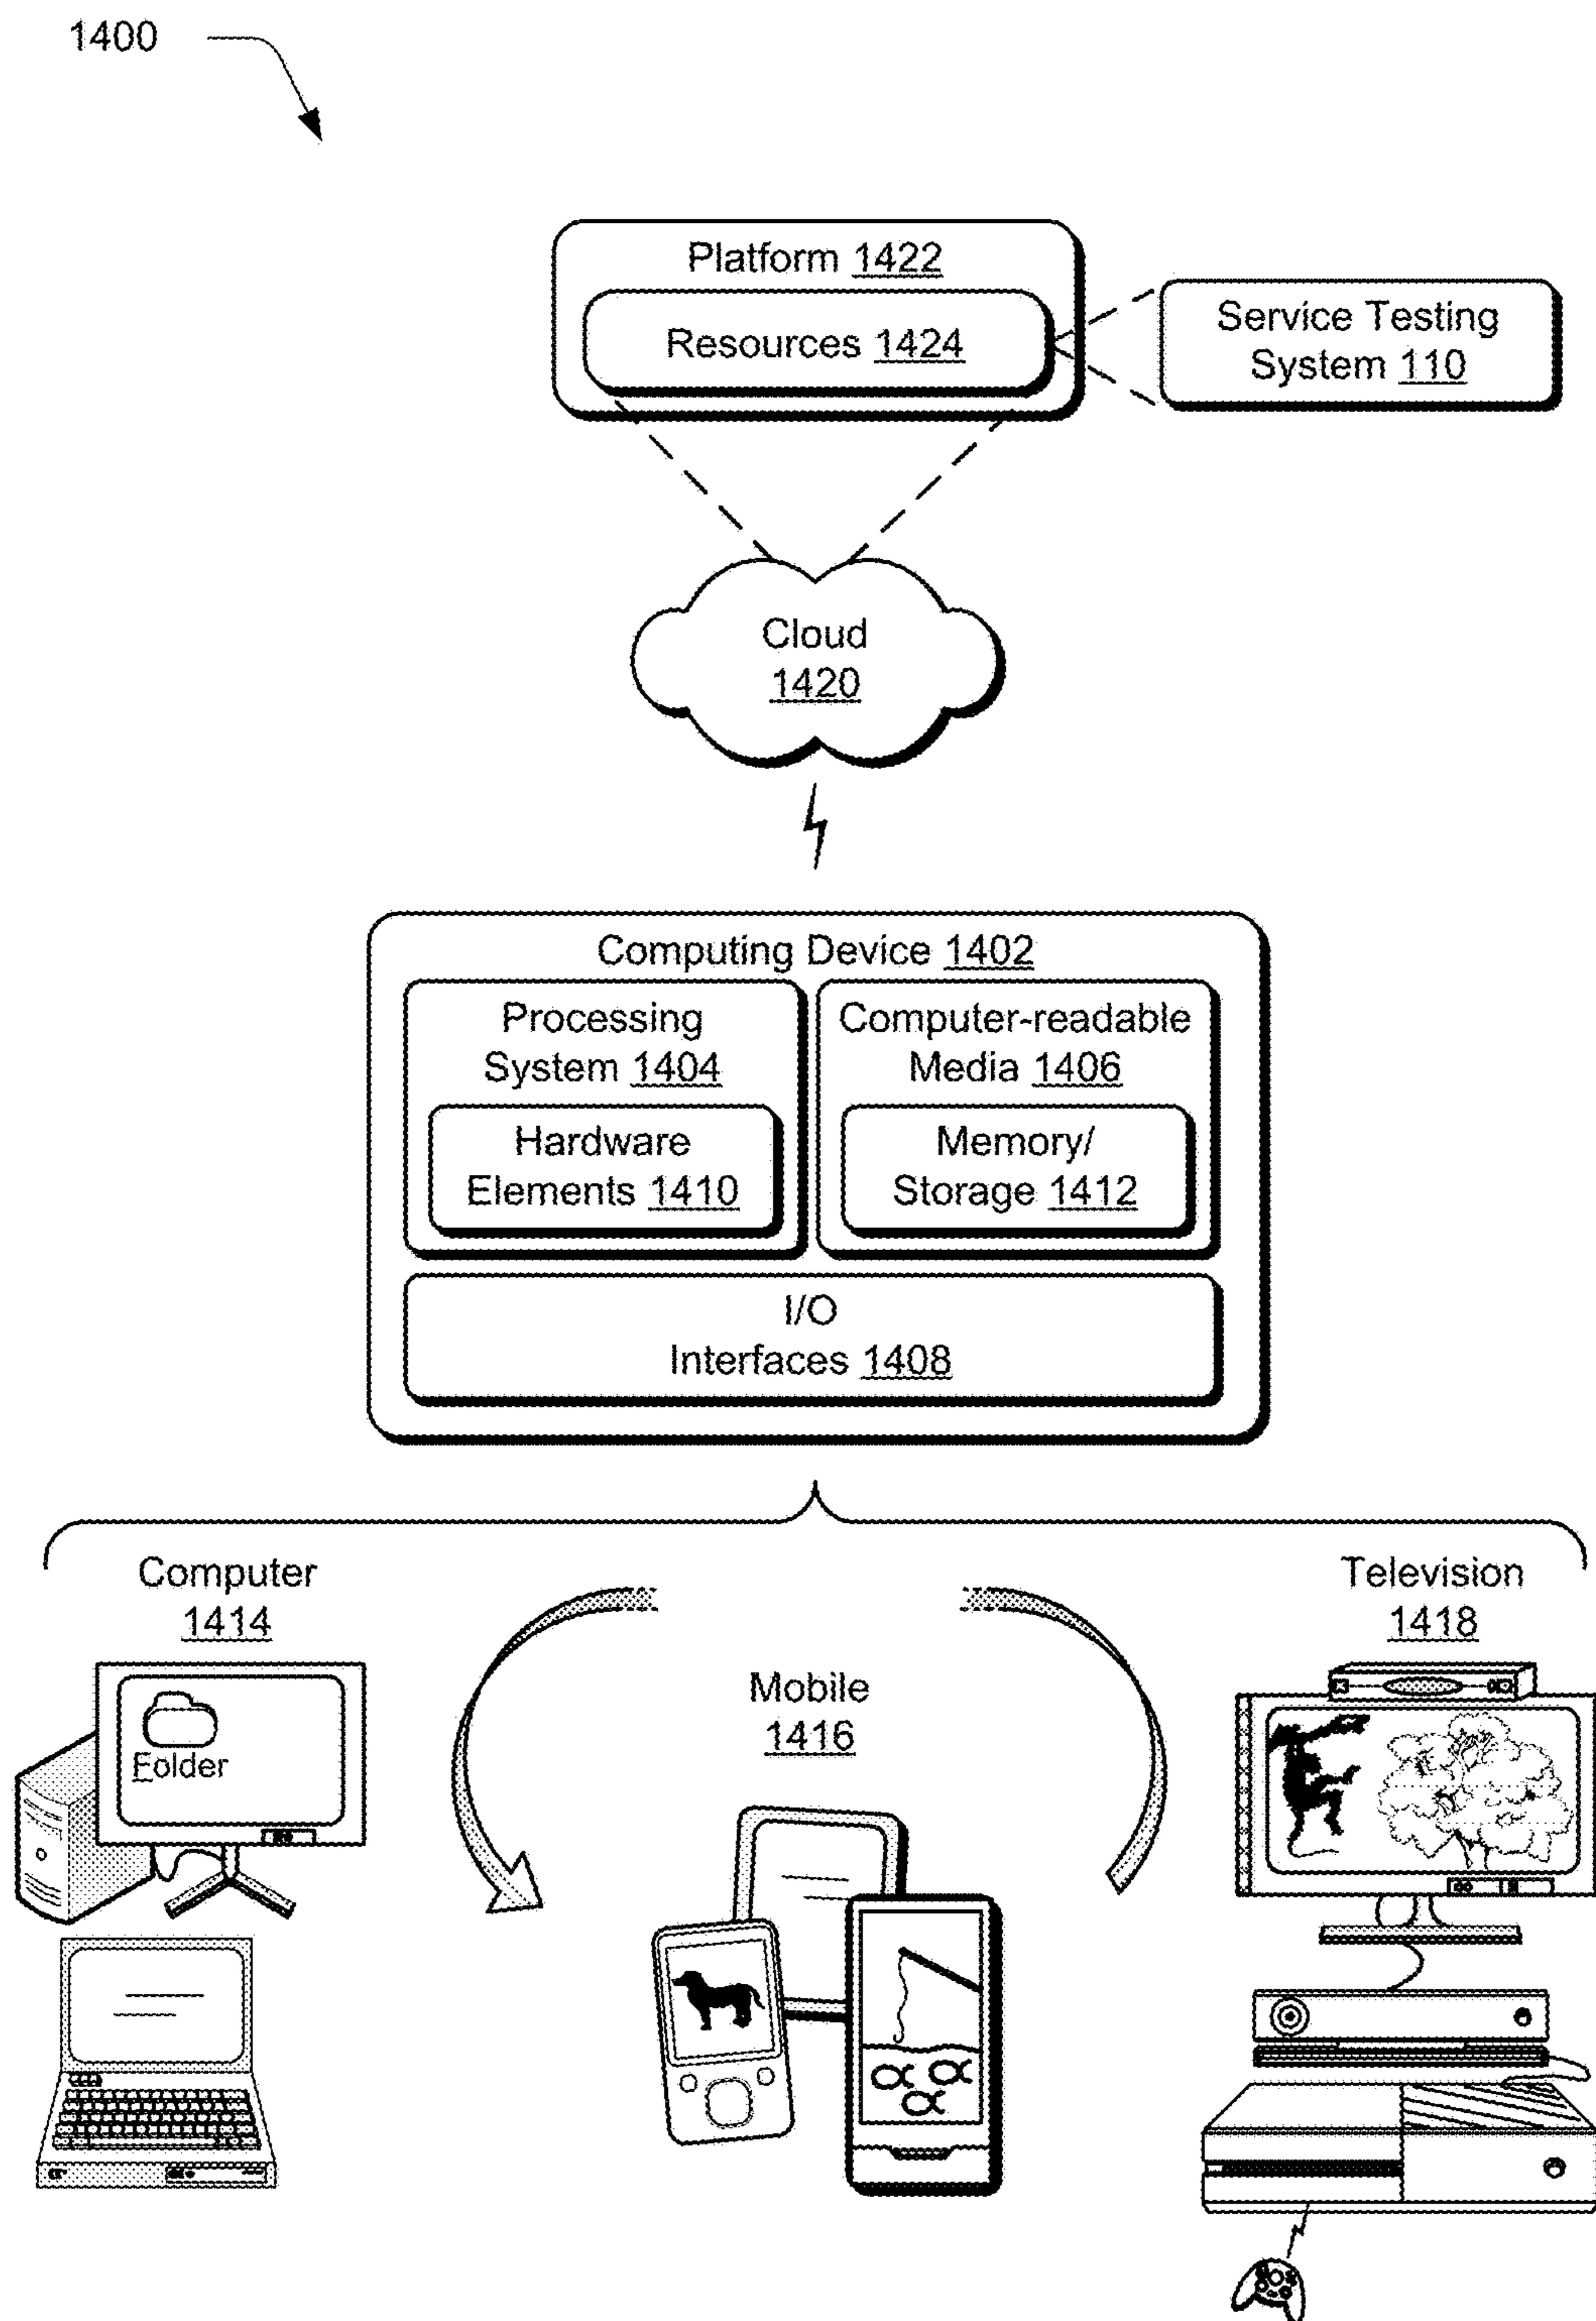 1400
Platform 1422
Resources 1424
Service Testing
System 110
Cloud
1420
Computing Device 1402
Processing
System 1404
Computer-readable
Media 1406
Hardware
Elements 1410
Memory/
Storage 1412
I/O
Interfaces 1408
Computer
1414
Folder
Mobile
1416
Television
1418